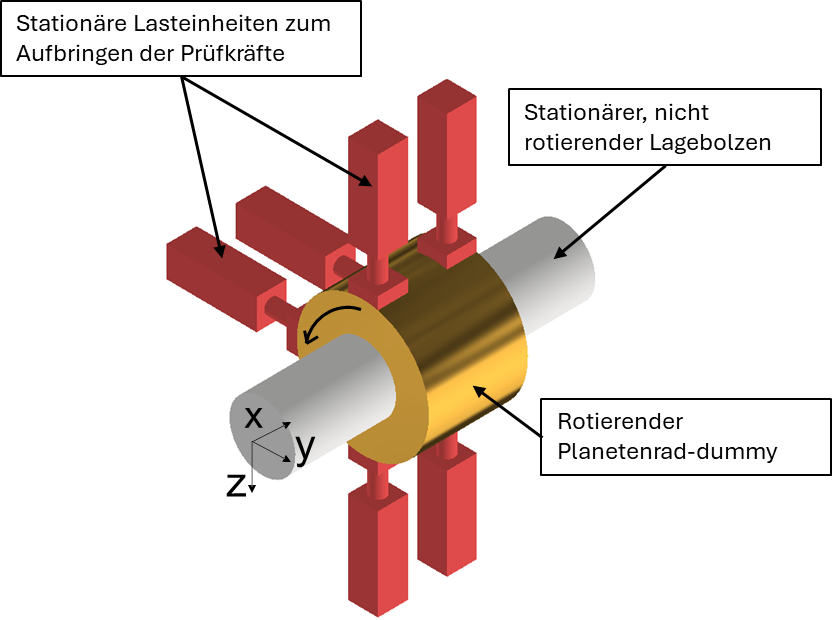 Stationäre Lasteinheiten zum
Aufbringen der Prüfkräfte
Stationärer, nicht
rotierender Lagebolzen
Rotierender
Planetenrad-dummy
x
y
z